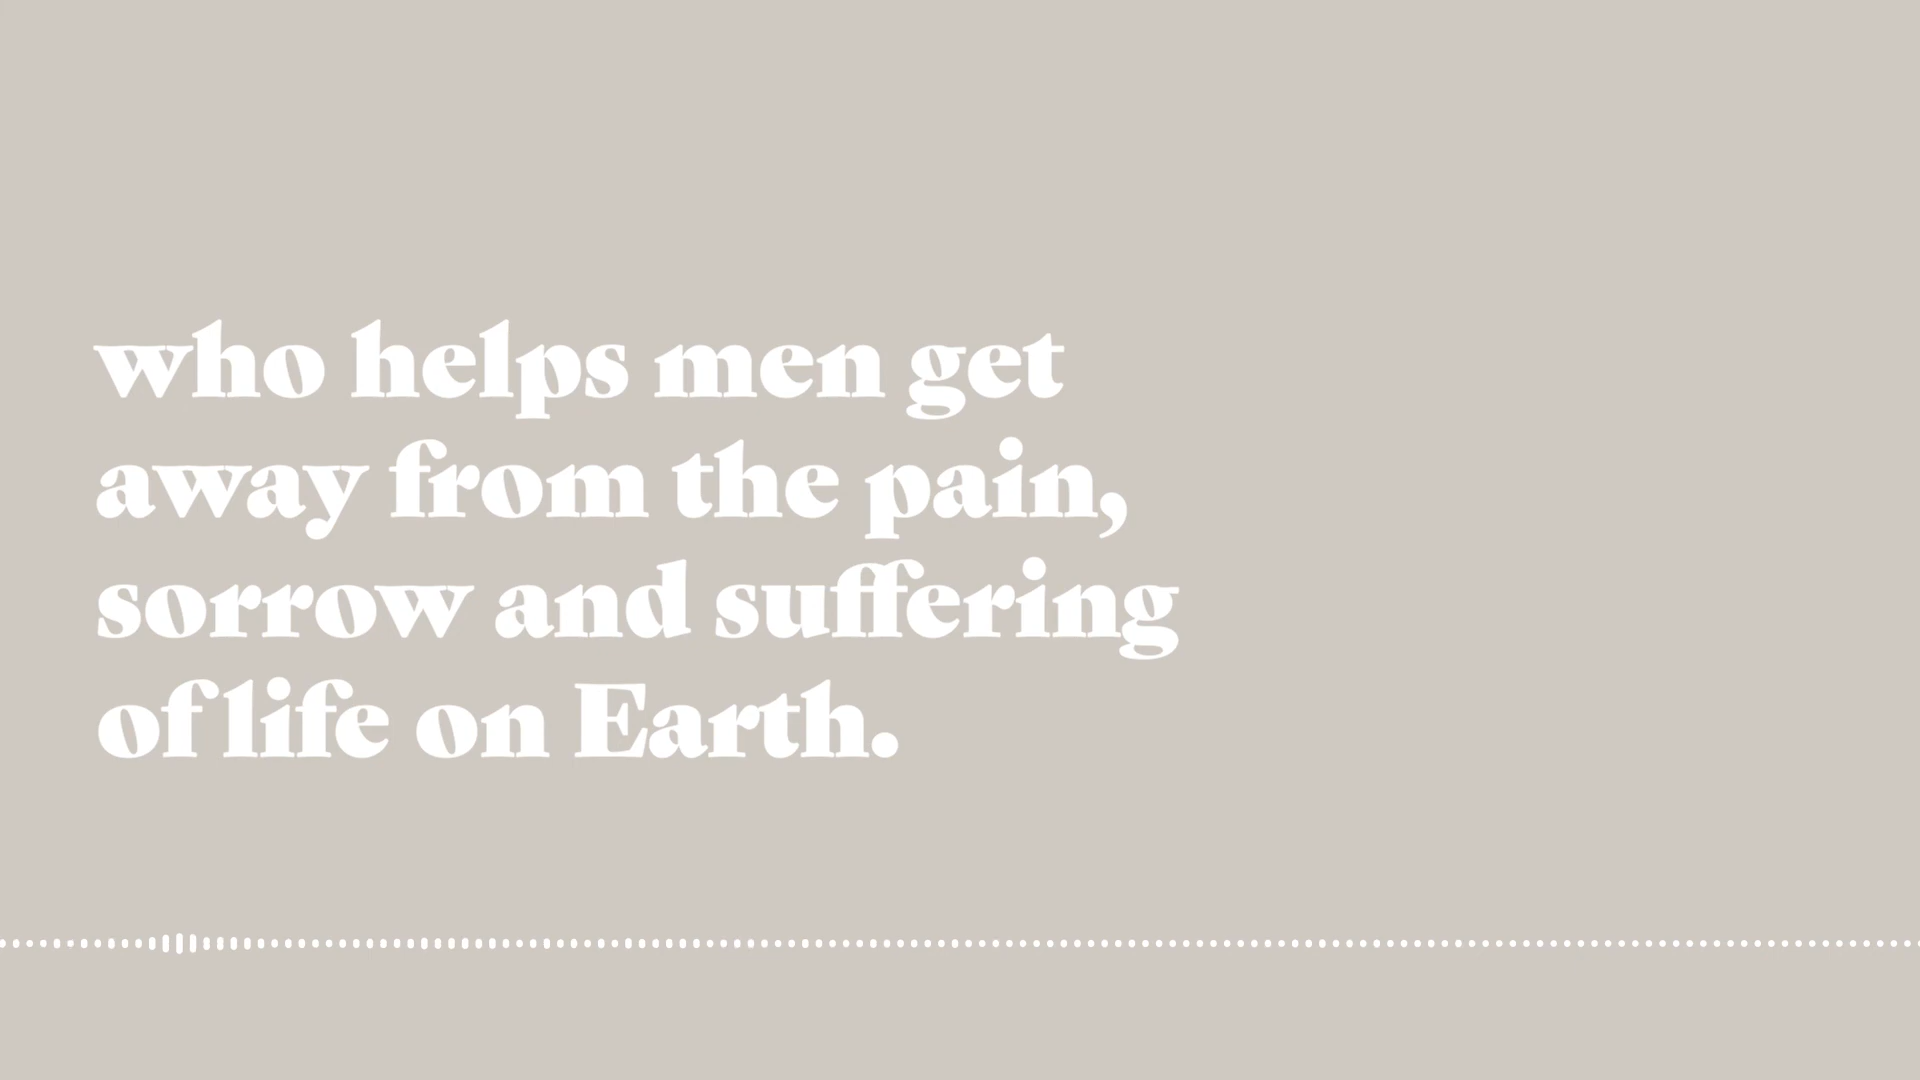 who helps men get
away from the pain,
sorrow and suffering
of life on Earth.